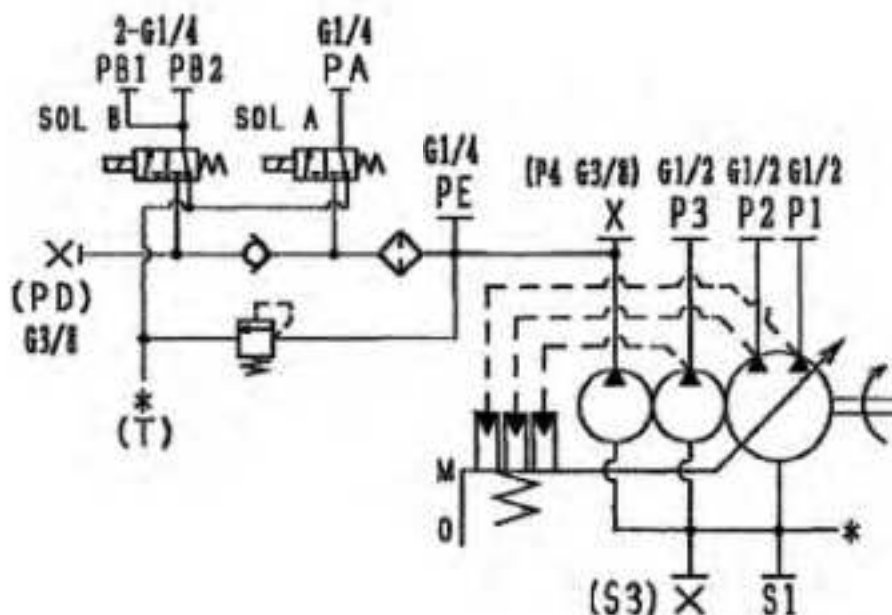 2-G1/4 G1/4
PB1 PB2 PA
SOL B SOL A
G1/4
PE
(P4 G3/8) G1/2 G1/2 G1/2
X P3 P2 P1
X
(PD)
G3/8
*
(T)
M
O
*
(S3) X S1